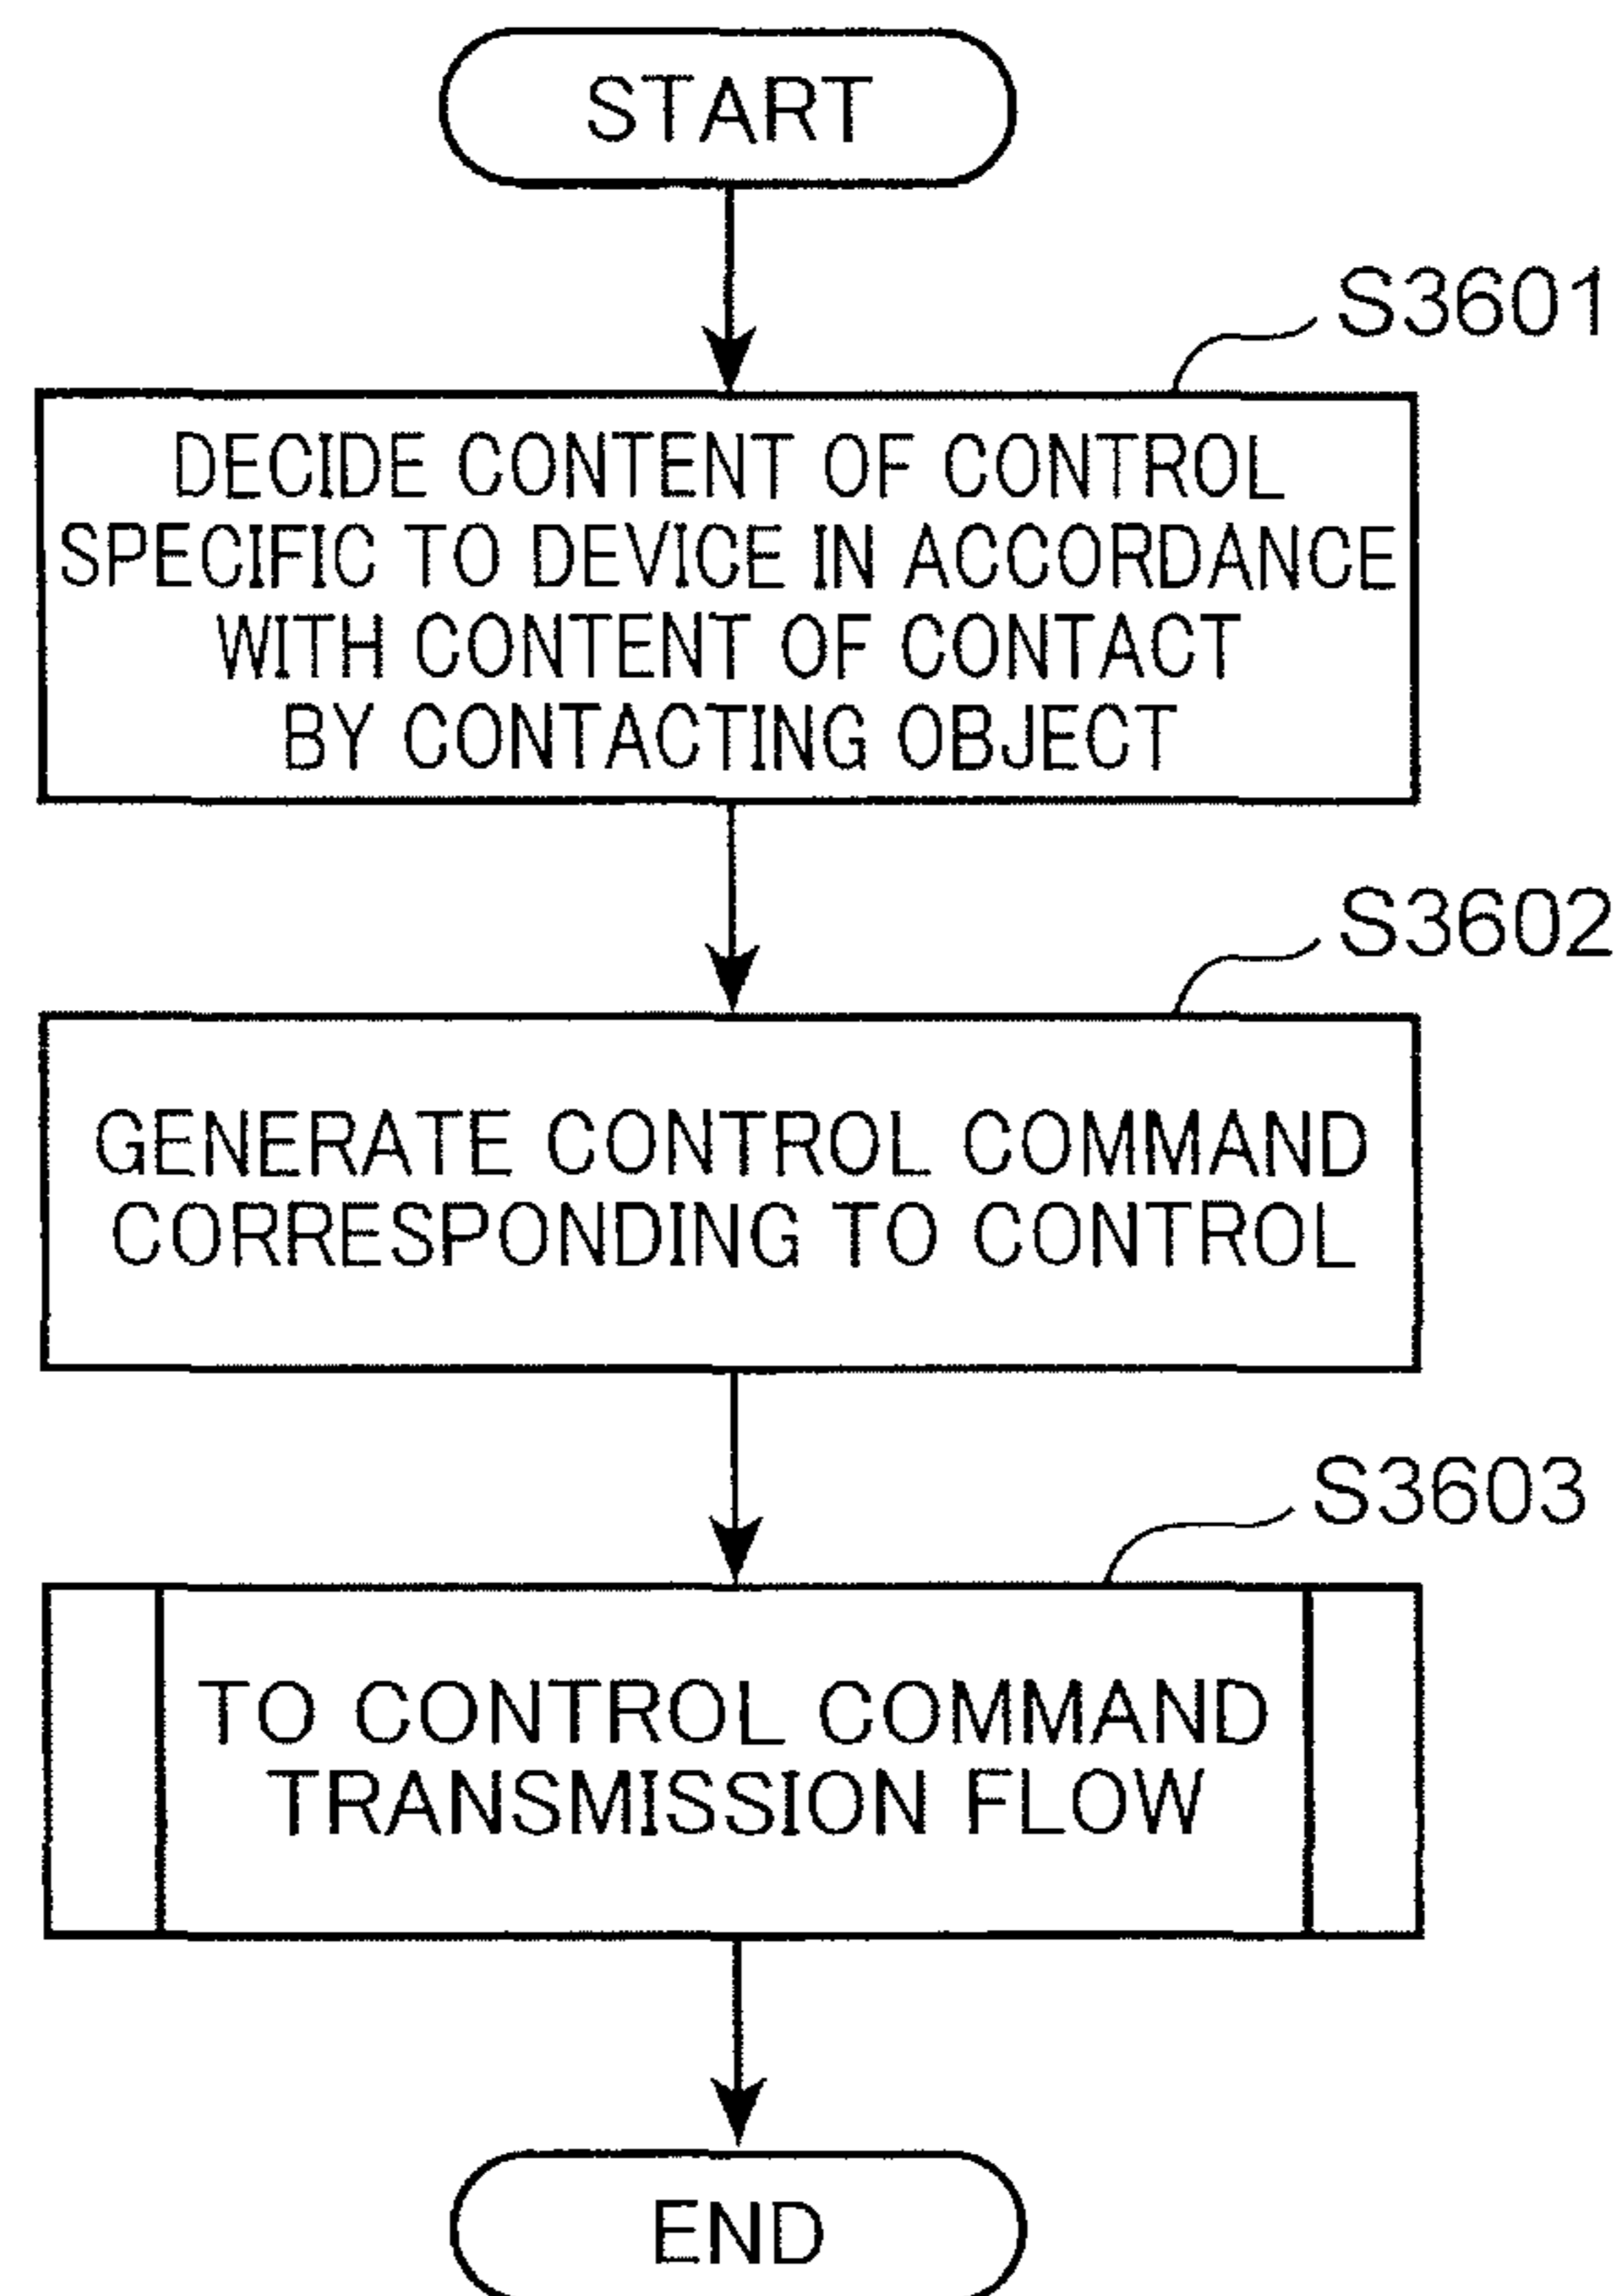 START
S3601
DECIDE CONTENT OF CONTROL
SPECIFIC TO DEVICE IN ACCORDANCE
WITH CONTENT OF CONTACT
BY CONTACTING OBJECT
S3602
GENERATE CONTROL COMMAND
CORRESPONDING TO CONTROL
S3603
TO CONTROL COMMAND
TRANSMISSION FLOW
END